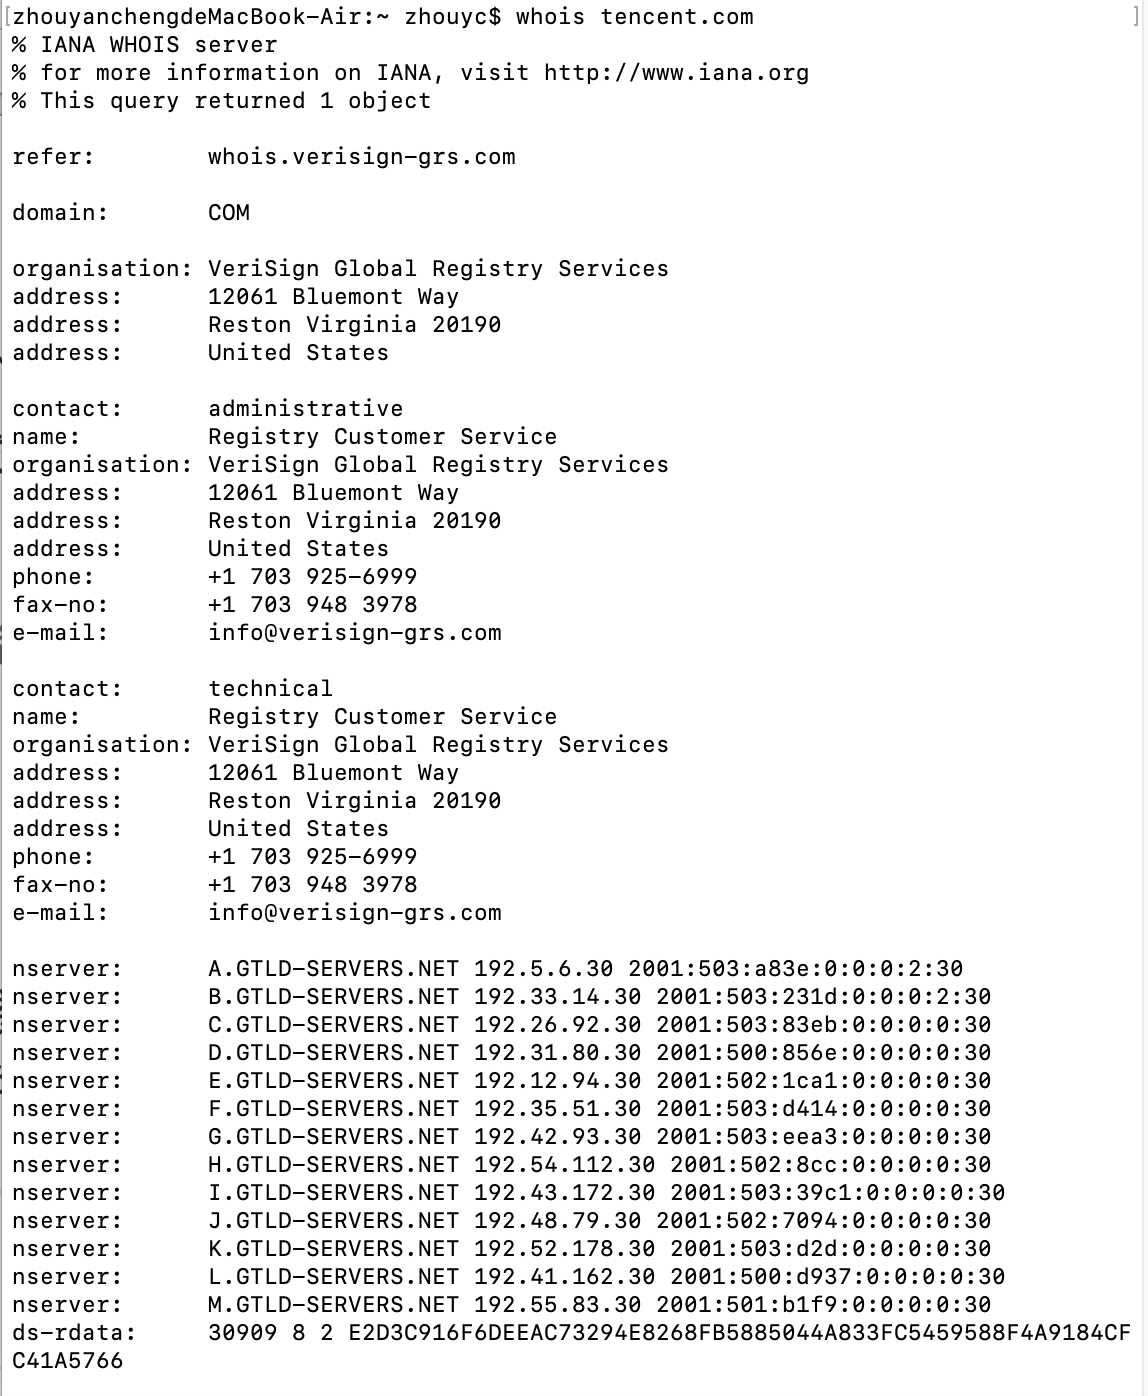 [zhouyanchengdeMacBook-Air:~ zhouyc$ whois tencent.com ]
% IANA WHOIS server
% for more information on IANA, visit http://www.iana.org
% This query returned 1 object
refer: whois.verisign-grs.com
domain: COM
organisation: VeriSign Global Registry Services
address: 12061 Bluemont Way
address: Reston Virginia 20190
address: United States
contact: administrative
name: Registry Customer Service
organisation: VeriSign Global Registry Services
address: 12061 Bluemont Way
address: Reston Virginia 20190
address: United States
phone: +1 703 925-6999
fax-no: +1 703 948 3978
e-mail: info@verisign-grs.com
contact: technical
name: Registry Customer Service
organisation: VeriSign Global Registry Services
address: 12061 Bluemont Way
address: Reston Virginia 20190
address: United States
phone: +1 703 925-6999
fax-no: +1 703 948 3978
e-mail: info@verisign-grs.com
nserver: A.GTLD-SERVERS.NET 192.5.6.30 2001:503:a83e:0:0:0:2:30
nserver: B.GTLD-SERVERS.NET 192.33.14.30 2001:503:231d:0:0:0:2:30
nserver: C.GTLD-SERVERS.NET 192.26.92.30 2001:503:83eb:0:0:0:0:30
nserver: D.GTLD-SERVERS.NET 192.31.80.30 2001:500:856e:0:0:0:0:30
nserver: E.GTLD-SERVERS.NET 192.12.94.30 2001:502:1ca1:0:0:0:0:30
nserver: F.GTLD-SERVERS.NET 192.35.51.30 2001:503:d414:0:0:0:0:30
nserver: G.GTLD-SERVERS.NET 192.42.93.30 2001:503:eea3:0:0:0:0:30
nserver: H.GTLD-SERVERS.NET 192.54.112.30 2001:502:8cc:0:0:0:0:30
nserver: I.GTLD-SERVERS.NET 192.43.172.30 2001:503:39c1:0:0:0:0:30
nserver: J.GTLD-SERVERS.NET 192.48.79.30 2001:502:7094:0:0:0:0:30
nserver: K.GTLD-SERVERS.NET 192.52.178.30 2001:503:d2d:0:0:0:0:30
nserver: L.GTLD-SERVERS.NET 192.41.162.30 2001:500:d937:0:0:0:0:30
nserver: M.GTLD-SERVERS.NET 192.55.83.30 2001:501:b1f9:0:0:0:0:30
ds-rdata: 30909 8 2 E2D3C916F6DEEAC73294E8268FB5885044A833FC5459588F4A9184CF
C41A5766